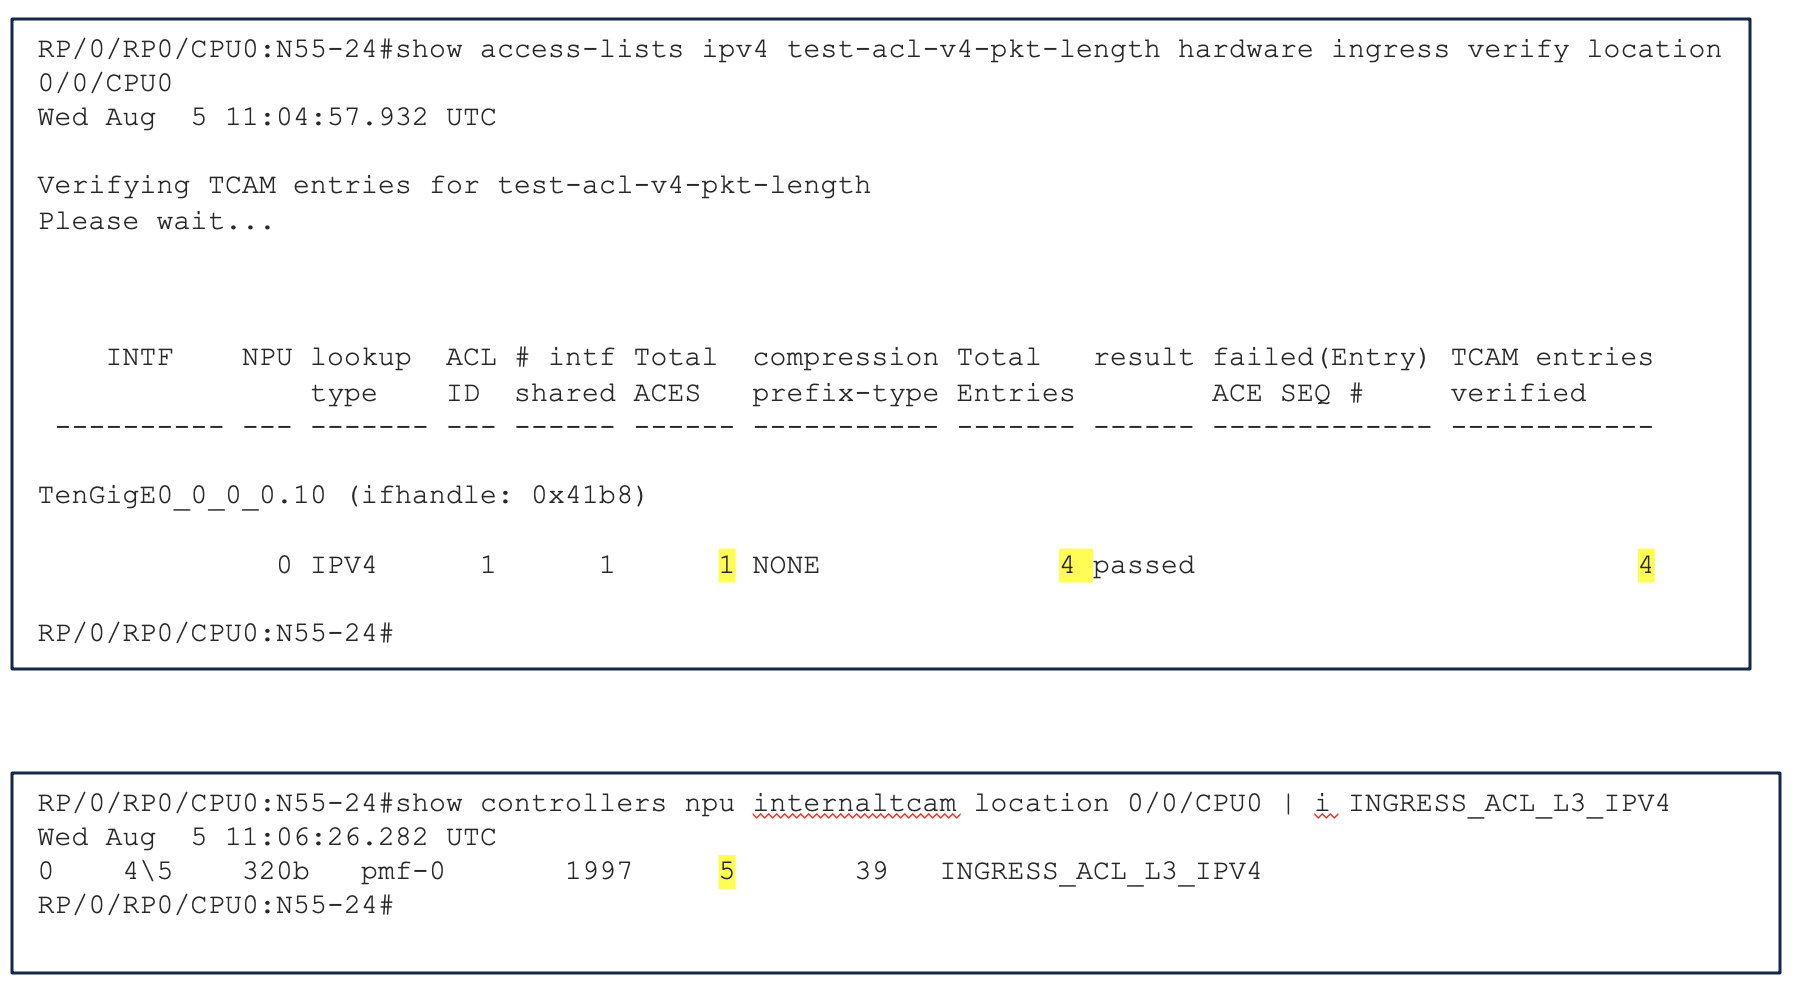 RP/0/RP0/CPU0:N55-24#show access-lists ipv4 test-acl-v4-pkt-length hardware ingress verify location
0/0/CPU0
Wed Aug  5 11:04:57.932 UTC
Verifying TCAM entries for test-acl-v4-pkt-length
Please wait...
    INTF    NPU lookup  ACL # intf Total  compression Total   result failed(Entry) TCAM entries
                type    ID  shared ACES   prefix-type Entries        ACE SEQ #     verified
 ---------- --- ------- --- ------ ------ ----------- ------- ------ ------------- ------------
TenGigE0_0_0_0.10 (ifhandle: 0x41b8)
              0 IPV4      1      1      1 NONE              4 passed                          4
RP/0/RP0/CPU0:N55-24#
RP/0/RP0/CPU0:N55-24#show controllers npu internaltcam location 0/0/CPU0 | i INGRESS_ACL_L3_IPV4
Wed Aug  5 11:06:26.282 UTC
0    4\5    320b   pmf-0       1997     5       39   INGRESS_ACL_L3_IPV4
RP/0/RP0/CPU0:N55-24#